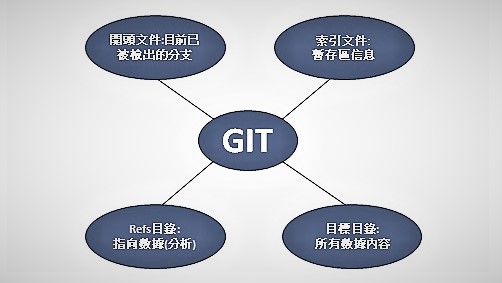 開頭文件:目前已
被檢出的分支
索引文件:
暫存區信息
GIT
Refs目錄:
指向數據(分析)
目標目錄:
所有數據內容